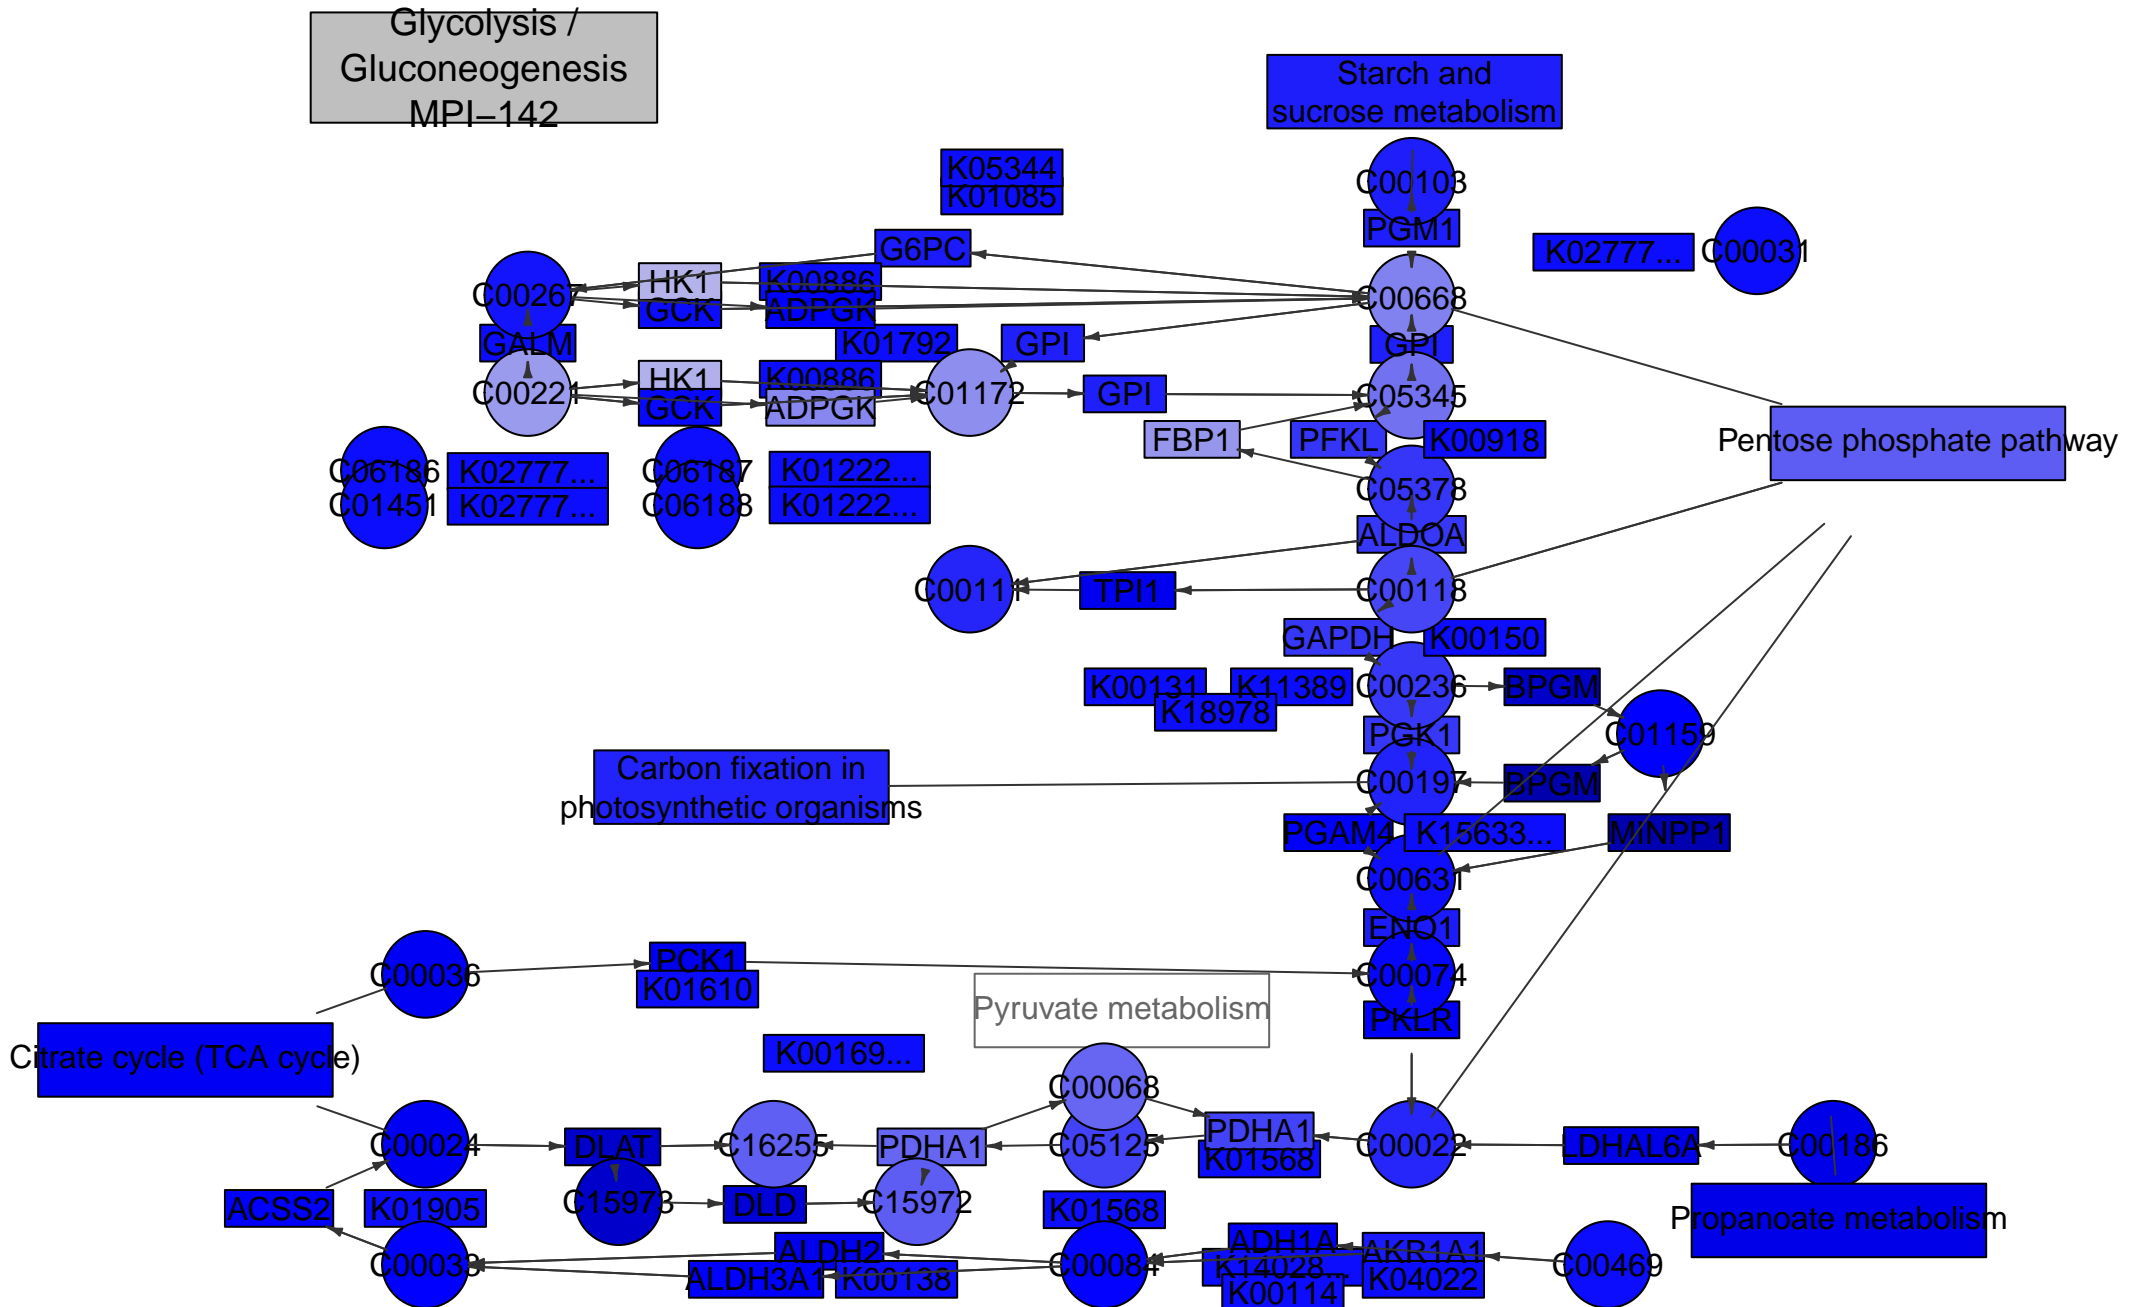 Glycolysis /
Gluconeogenesis
MPI−142
Starch and
sucrose metabolism
K05344
K01085
C00103
PGM1
G6PC
K02777...
C00031
C00267
HK1
K00886
GCK
ADPGK
C00668
GALM
K01792
GPI
GPI
C00221
HK1
K00886
GCK
ADPGK
C01172
GPI
C05345
FBP1
PFKL
K00918
Pentose phosphate pathway
C06186
K02777...
C06187
K01222...
C05378
C01451
K02777...
C06188
K01222...
ALDOA
C00111
TPI1
C00118
GAPDH
K00150
K00131
K11389
K18978
C00236
BPGM
PGK1
C01159
Carbon fixation in
photosynthetic organisms
C00197
BPGM
PGAM4
K15633...
MINPP1
C00631
ENO1
C00036
PCK1
K01610
C00074
Pyruvate metabolism
PKLR
Citrate cycle (TCA cycle)
K00169...
C00068
C00024
DLAT
C16255
PDHA1
C05125
PDHA1
K01568
C00022
LDHAL6A
C00186
ACSS2
K01905
C15973
DLD
C15972
K01568
Propanoate metabolism
C00033
ALDH2
ALDH3A1
K00138
C00084
ADH1A
K14028...
K00114
AKR1A1
K04022
C00469